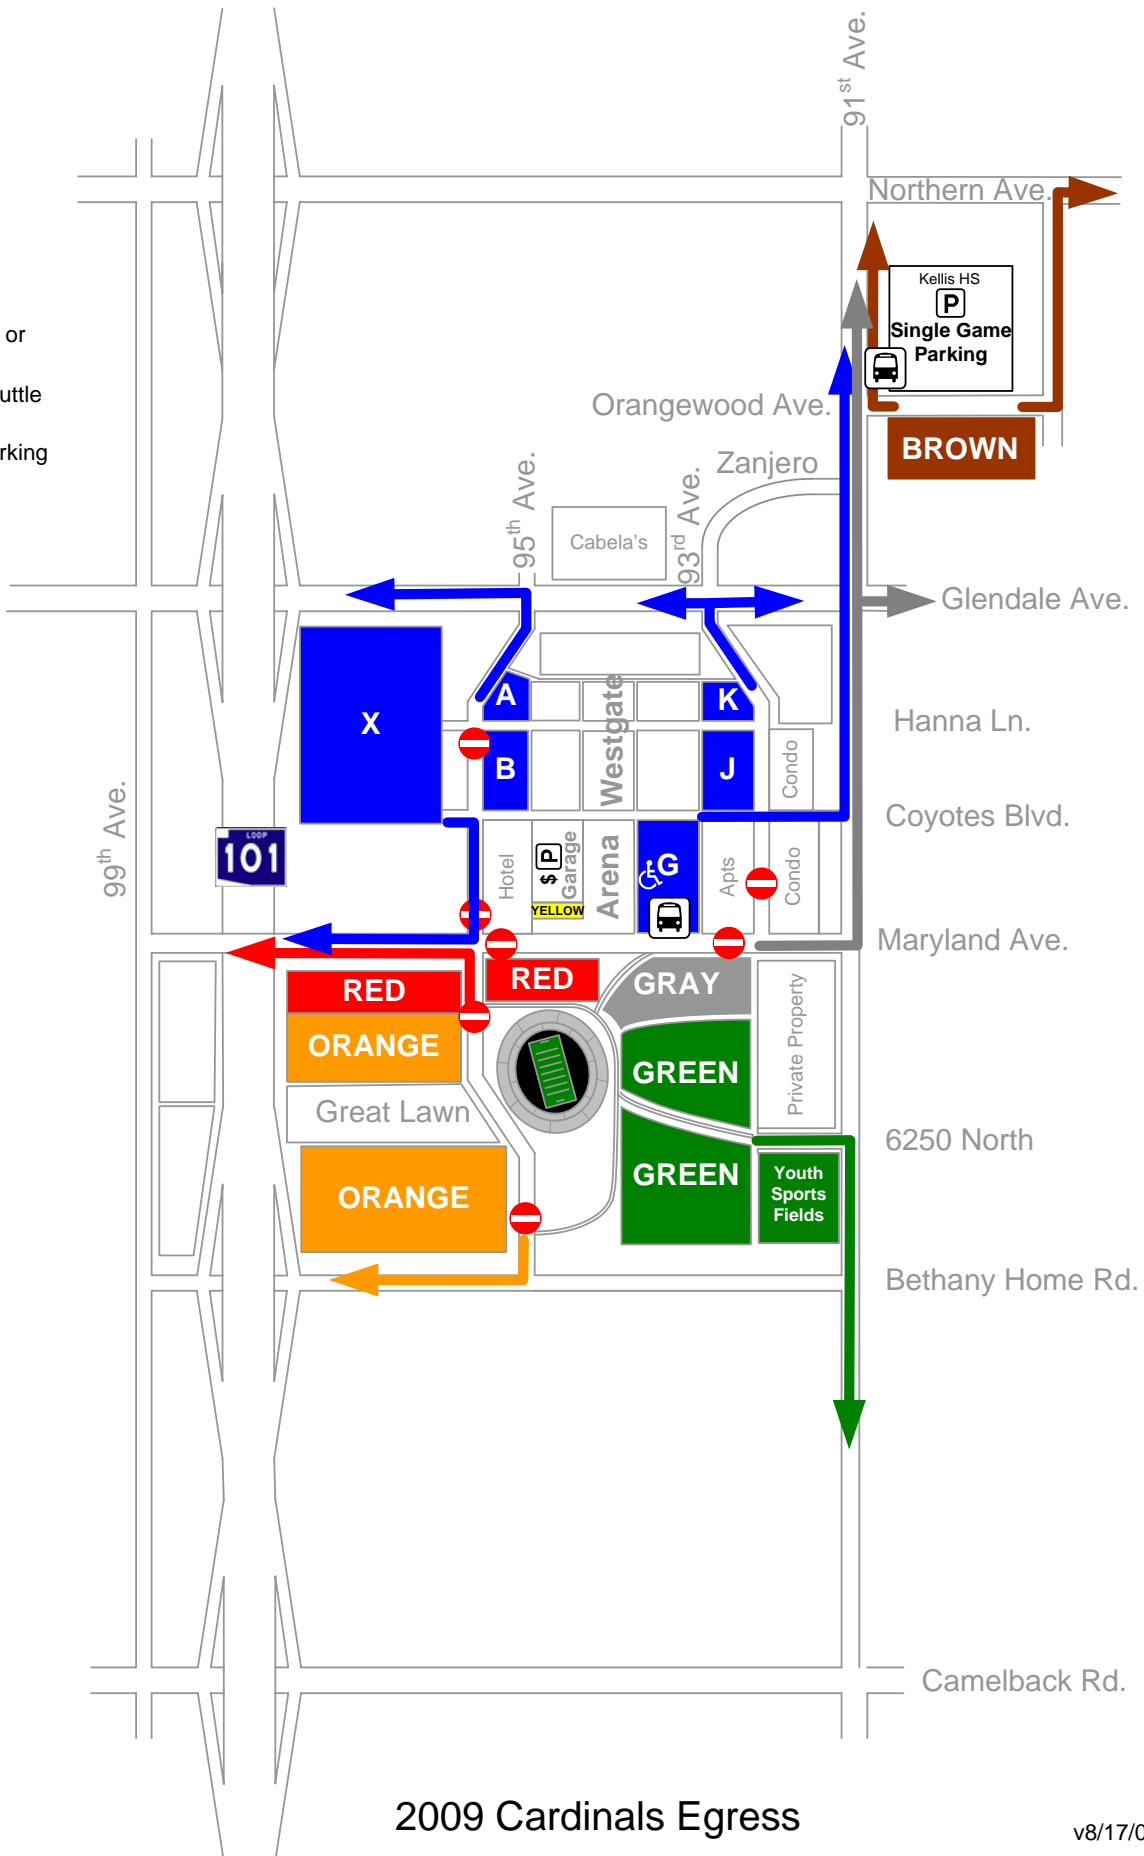 91st Ave.
Northern Ave.
Kellis HS
P
Single Game
Parking
or
uttle
rking
Orangewood Ave.
BROWN
Zanjero
95th Ave.
93rd Ave.
Cabela's
Glendale Ave.
A
K
X
Westgate
Hanna Ln.
B
J
Condo
99th Ave.
Coyotes Blvd.
LOOP
101
Hotel
$ P
Garage
YELLOW
Arena
G
Apts
Condo
Maryland Ave.
RED
RED
GRAY
ORANGE
GREEN
Private Property
Great Lawn
6250 North
ORANGE
GREEN
Youth
Sports
Fields
Bethany Home Rd.
Camelback Rd.
2009 Cardinals Egress
v8/17/0